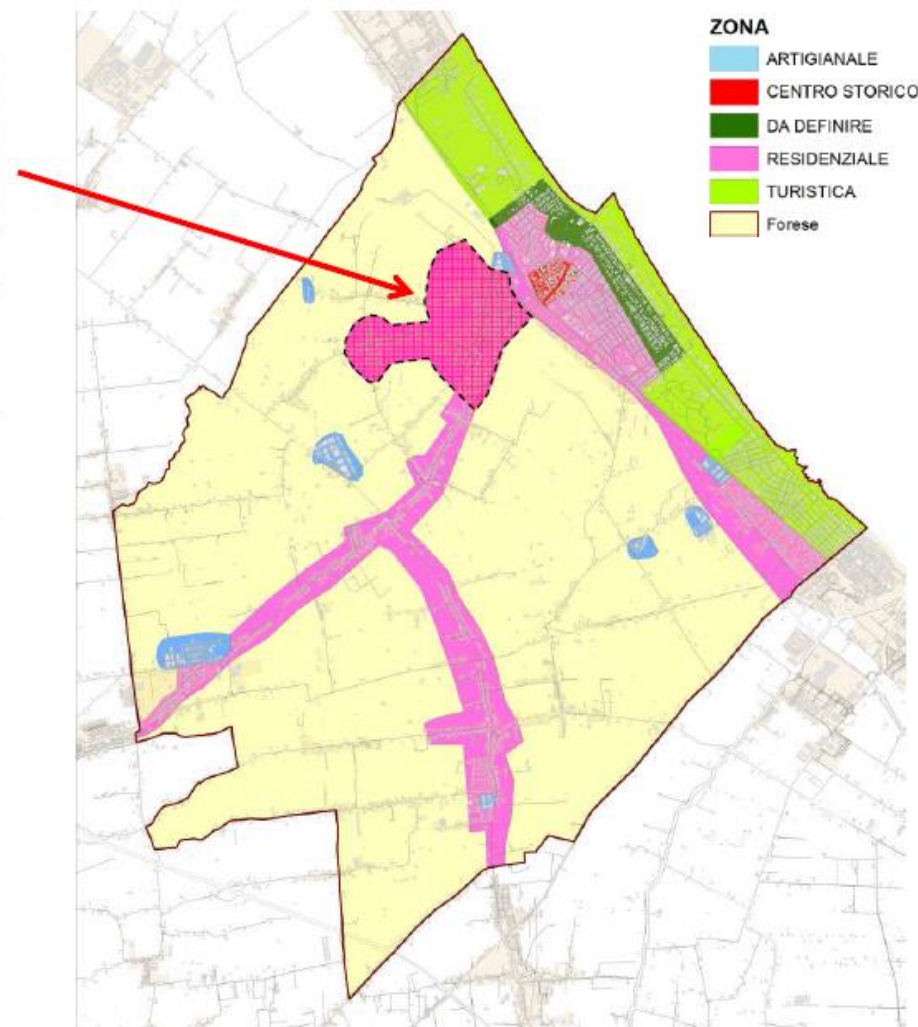 ZONA
ARTIGIANALE
CENTRO STORICO
DA DEFINIRE
RESIDENZIALE
TURISTICA
Forese